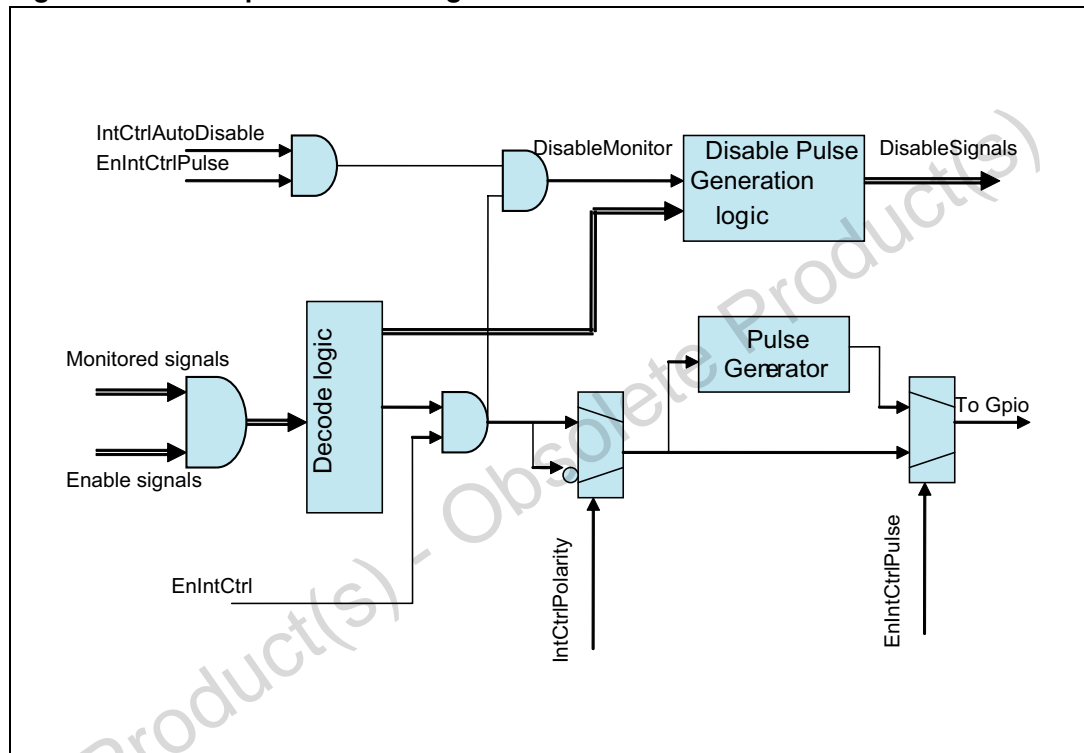 IntCtrlAutoDisable
EnIntCtrlPulse
DisableMonitor
Disable Pulse
Generation
logic
DisableSignals
Monitored signals
Enable signals
Decode logic
Pulse
Generator
To Gpio
EnIntCtrl
IntCtrlPolarity
EnIntCtrlPulse
Product(s) - Obsolete Product(s)